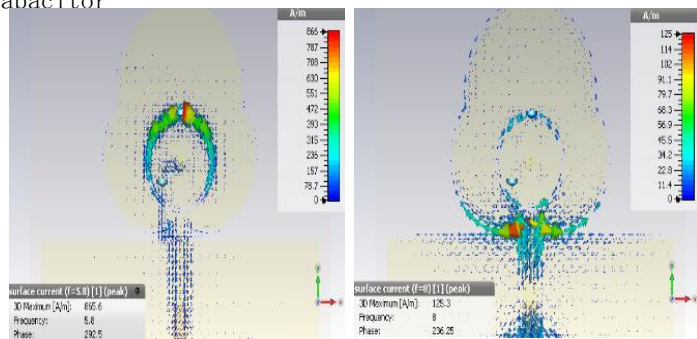 apacitor
A/m
866
787
708
630
551
472
393
315
236
157
78.7
0
surface current (f=5.8) [1] (peak)
3D Maximum [A/m]: 865.6
Frequency: 5.8
Phase: 292.5
A/m
125
114
102
91.1
79.7
68.3
56.9
45.5
34.2
22.8
11.4
0
surface current (f=8) [1] (peak)
3D Maximum [A/m]: 125.3
Frequency: 8
Phase: 236.25